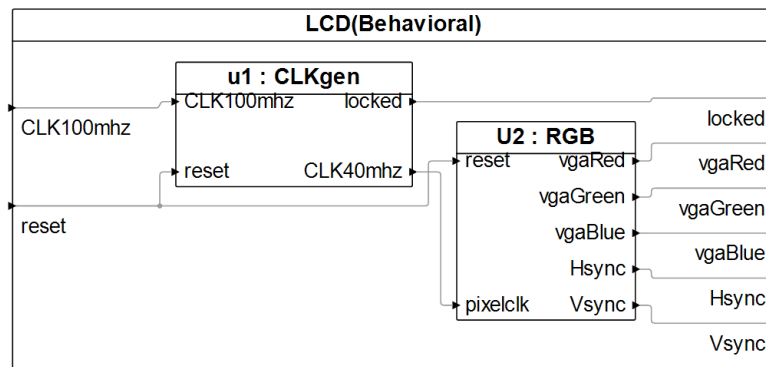 LCD(Behavioral)
u1 : CLKgen
CLK100mhz locked
CLK100mhz
locked
U2 : RGB
reset CLK40mhz
reset vgaRed
vgaRed
vgaGreen
vgaGreen
reset
vgaBlue
vgaBlue
Hsync
pixelclk Vsync
Hsync
Vsync